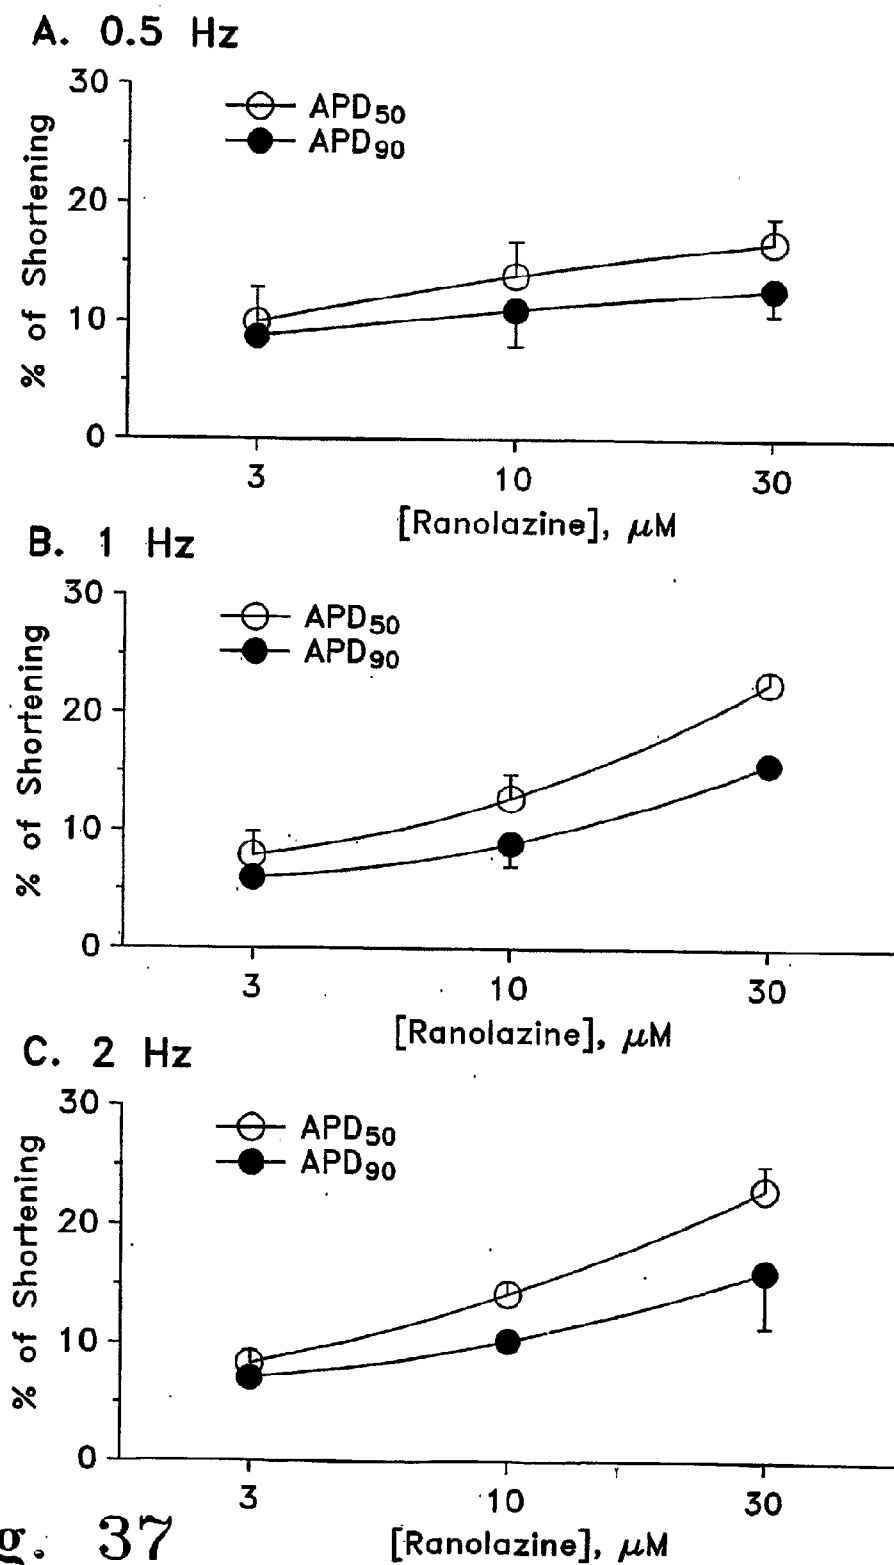 A. 0.5 Hz
30
APD50
APD90
20
10
0
% of Shortening
3 10 30
[Ranolazine], μM
B. 1 Hz
30
APD50
APD90
20
10
0
% of Shortening
3 10 30
[Ranolazine], μM
C. 2 Hz
30
APD50
APD90
20
10
0
% of Shortening
3 10 30
[Ranolazine], μM
g. 37